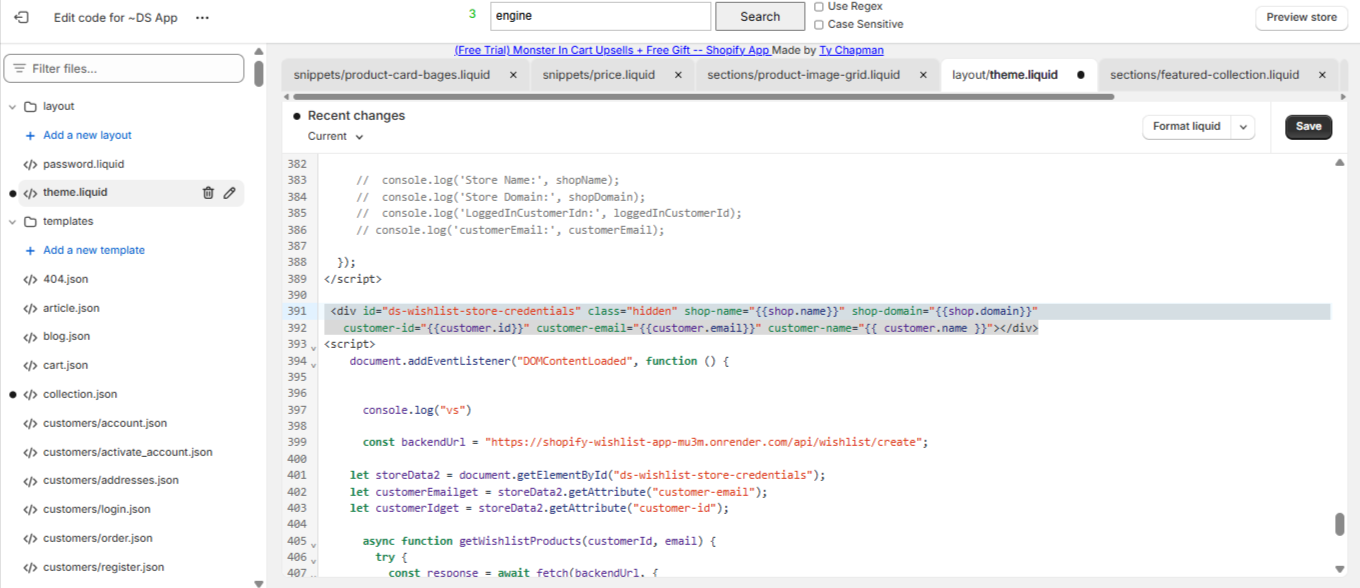 Edit code for ~DS App ...
3 engine Search Use Regex
Case Sensitive
Preview store
(Free Trial) Monster In Cart Upsells + Free Gift -- Shopify App Made by Ty Chapman
Filter files...
layout
Add a new layout
password.liquid
theme.liquid
templates
Add a new template
404.json
article.json
blog.json
cart.json
collection.json
customers/account.json
customers/activate_account.json
customers/addresses.json
customers/login.json
customers/order.json
customers/register.json
snippets/product-card-bages.liquid × snippets/price.liquid × sections/product-image-grid.liquid × layout/theme.liquid ● sections/featured-collection.liquid ×
Recent changes
Current
Format liquid
Save
382
383 //  console.log('Store Name:', shopName);
384 //  console.log('Store Domain:', shopDomain);
385 //  console.log('LoggedInCustomerIdn:', loggedInCustomerId);
386 // console.log('customerEmail:', customerEmail);
387
388 });
389 </script>
390
391 <div id="ds-wishlist-store-credentials" class="hidden" shop-name="{{shop.name}}" shop-domain="{{shop.domain}}"
392 customer-id="{{customer.id}}" customer-email="{{customer.email}}" customer-name="{{ customer.name }}"></div>
393 <script>
394 document.addEventListener("DOMContentLoaded", function () {
395
396
397 console.log("vs")
398
399 const backendUrl = "https://shopify-wishlist-app-mu3m.onrender.com/api/wishlist/create";
400
401 let storeData2 = document.getElementById("ds-wishlist-store-credentials");
402 let customerEmailget = storeData2.getAttribute("customer-email");
403 let customerIdget = storeData2.getAttribute("customer-id");
404
405 async function getWishlistProducts(customerId, email) {
406 try {
407 const response = await fetch(backendUrl, {